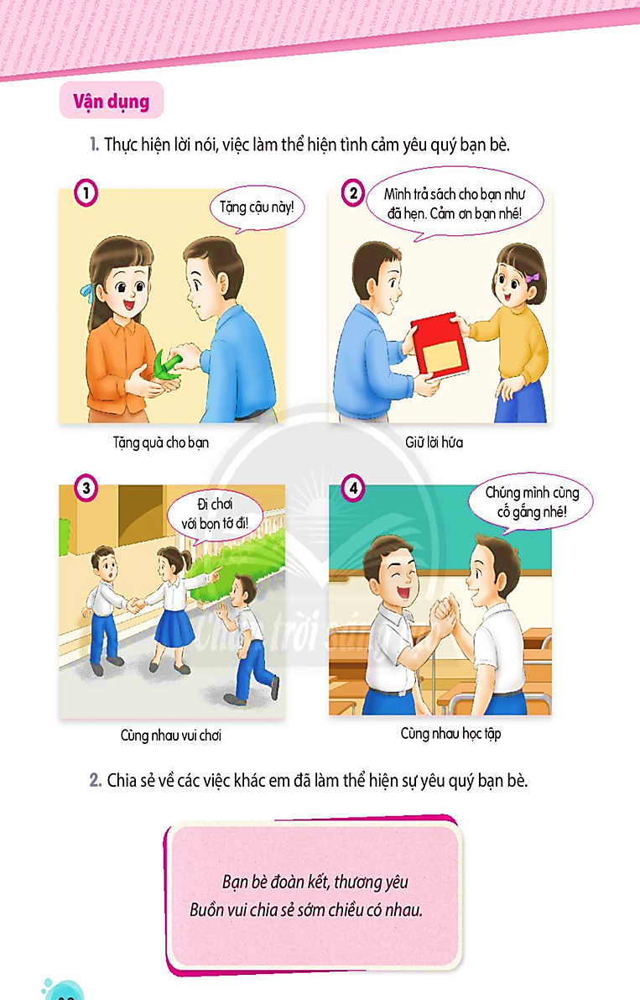 Vận dụng
1. Thực hiện lời nói, việc làm thể hiện tình cảm yêu quý bạn bè.
1
Tặng cậu này!
2
Mình trả sách cho bạn như
đã hẹn. Cảm ơn bạn nhé!
Tặng quà cho bạn
Giữ lời hứa
3
Đi chơi
với bọn tớ đi!
4
Chúng mình cùng
cố gắng nhé!
Chân trời sáng tạo
Cùng nhau vui chơi
Cùng nhau học tập
2. Chia sẻ về các việc khác em đã làm thể hiện sự yêu quý bạn bè.
Bạn bè đoàn kết, thương yêu
Buồn vui chia sẻ sớm chiều có nhau.